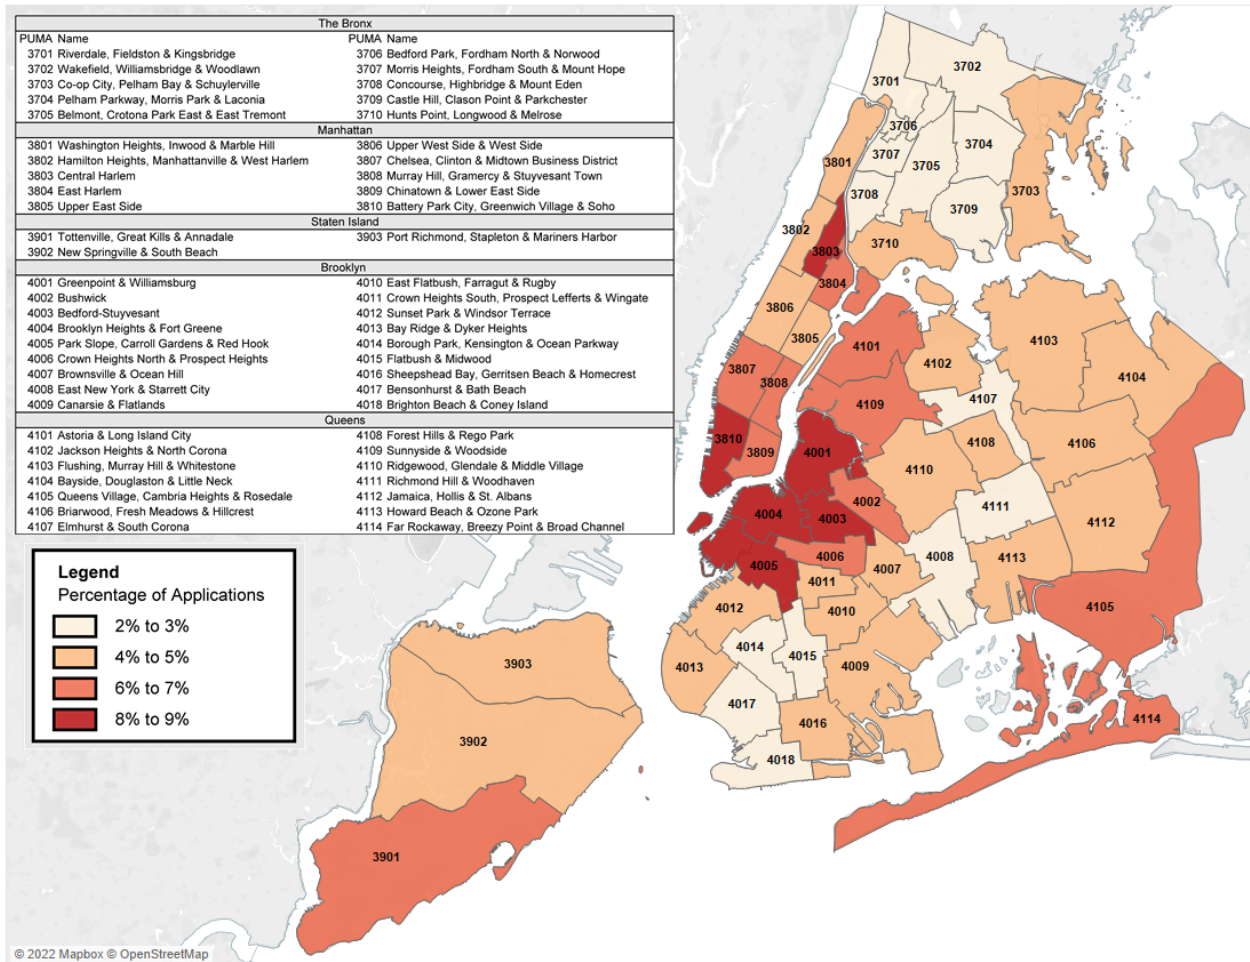 The Bronx
PUMA Name PUMA Name
3701 Riverdale, Fieldston & Kingsbridge 3706 Bedford Park, Fordham North & Norwood
3702 Wakefield, Williamsbridge & Woodlawn 3707 Morris Heights, Fordham South & Mount Hope
3703 Co-op City, Pelham Bay & Schuylerville 3708 Concourse, Highbridge & Mount Eden
3704 Pelham Parkway, Morris Park & Laconia 3709 Castle Hill, Clason Point & Parkchester
3705 Belmont, Crotona Park East & East Tremont 3710 Hunts Point, Longwood & Melrose
Manhattan
3801 Washington Heights, Inwood & Marble Hill 3806 Upper West Side & West Side
3802 Hamilton Heights, Manhattanville & West Harlem 3807 Chelsea, Clinton & Midtown Business District
3803 Central Harlem 3808 Murray Hill, Gramercy & Stuyvesant Town
3804 East Harlem 3809 Chinatown & Lower East Side
3805 Upper East Side 3810 Battery Park City, Greenwich Village & Soho
Staten Island
3901 Tottenville, Great Kills & Annadale 3903 Port Richmond, Stapleton & Mariners Harbor
3902 New Springville & South Beach
Brooklyn
4001 Greenpoint & Williamsburg 4010 East Flatbush, Farragut & Rugby
4002 Bushwick 4011 Crown Heights South, Prospect Lefferts & Wingate
4003 Bedford-Stuyvesant 4012 Sunset Park & Windsor Terrace
4004 Brooklyn Heights & Fort Greene 4013 Bay Ridge & Dyker Heights
4005 Park Slope, Carroll Gardens & Red Hook 4014 Borough Park, Kensington & Ocean Parkway
4006 Crown Heights North & Prospect Heights 4015 Flatbush & Midwood
4007 Brownsville & Ocean Hill 4016 Sheepshead Bay, Gerritsen Beach & Homecrest
4008 East New York & Starrett City 4017 Bensonhurst & Bath Beach
4009 Canarsie & Flatlands 4018 Brighton Beach & Coney Island
Queens
4101 Astoria & Long Island City 4108 Forest Hills & Rego Park
4102 Jackson Heights & North Corona 4109 Sunnyside & Woodside
4103 Flushing, Murray Hill & Whitestone 4110 Ridgewood, Glendale & Middle Village
4104 Bayside, Douglaston & Little Neck 4111 Richmond Hill & Woodhaven
4105 Queens Village, Cambria Heights & Rosedale 4112 Jamaica, Hollis & St. Albans
4106 Briarwood, Fresh Meadows & Hillcrest 4113 Howard Beach & Ozone Park
4107 Elmhurst & South Corona 4114 Far Rockaway, Breezy Point & Broad Channel
Legend
Percentage of Applications
2% to 3%
4% to 5%
6% to 7%
8% to 9%
3702
3701
3706
3704
3707
3801
3705
3703
3708
3709
3802
3710
3803
3804
3806
3805
4101
4103
4102
3807
4104
3808
4107
4109
3810
4108
4106
3809
4001
4110
4002
4111
4004
4003
4112
4006
4008
4113
4005
4007
4011
4105
4012
4010
4014
4015
3903
4013
4009
4017
4114
4016
3902
4018
3901
© 2022 Mapbox © OpenStreetMap